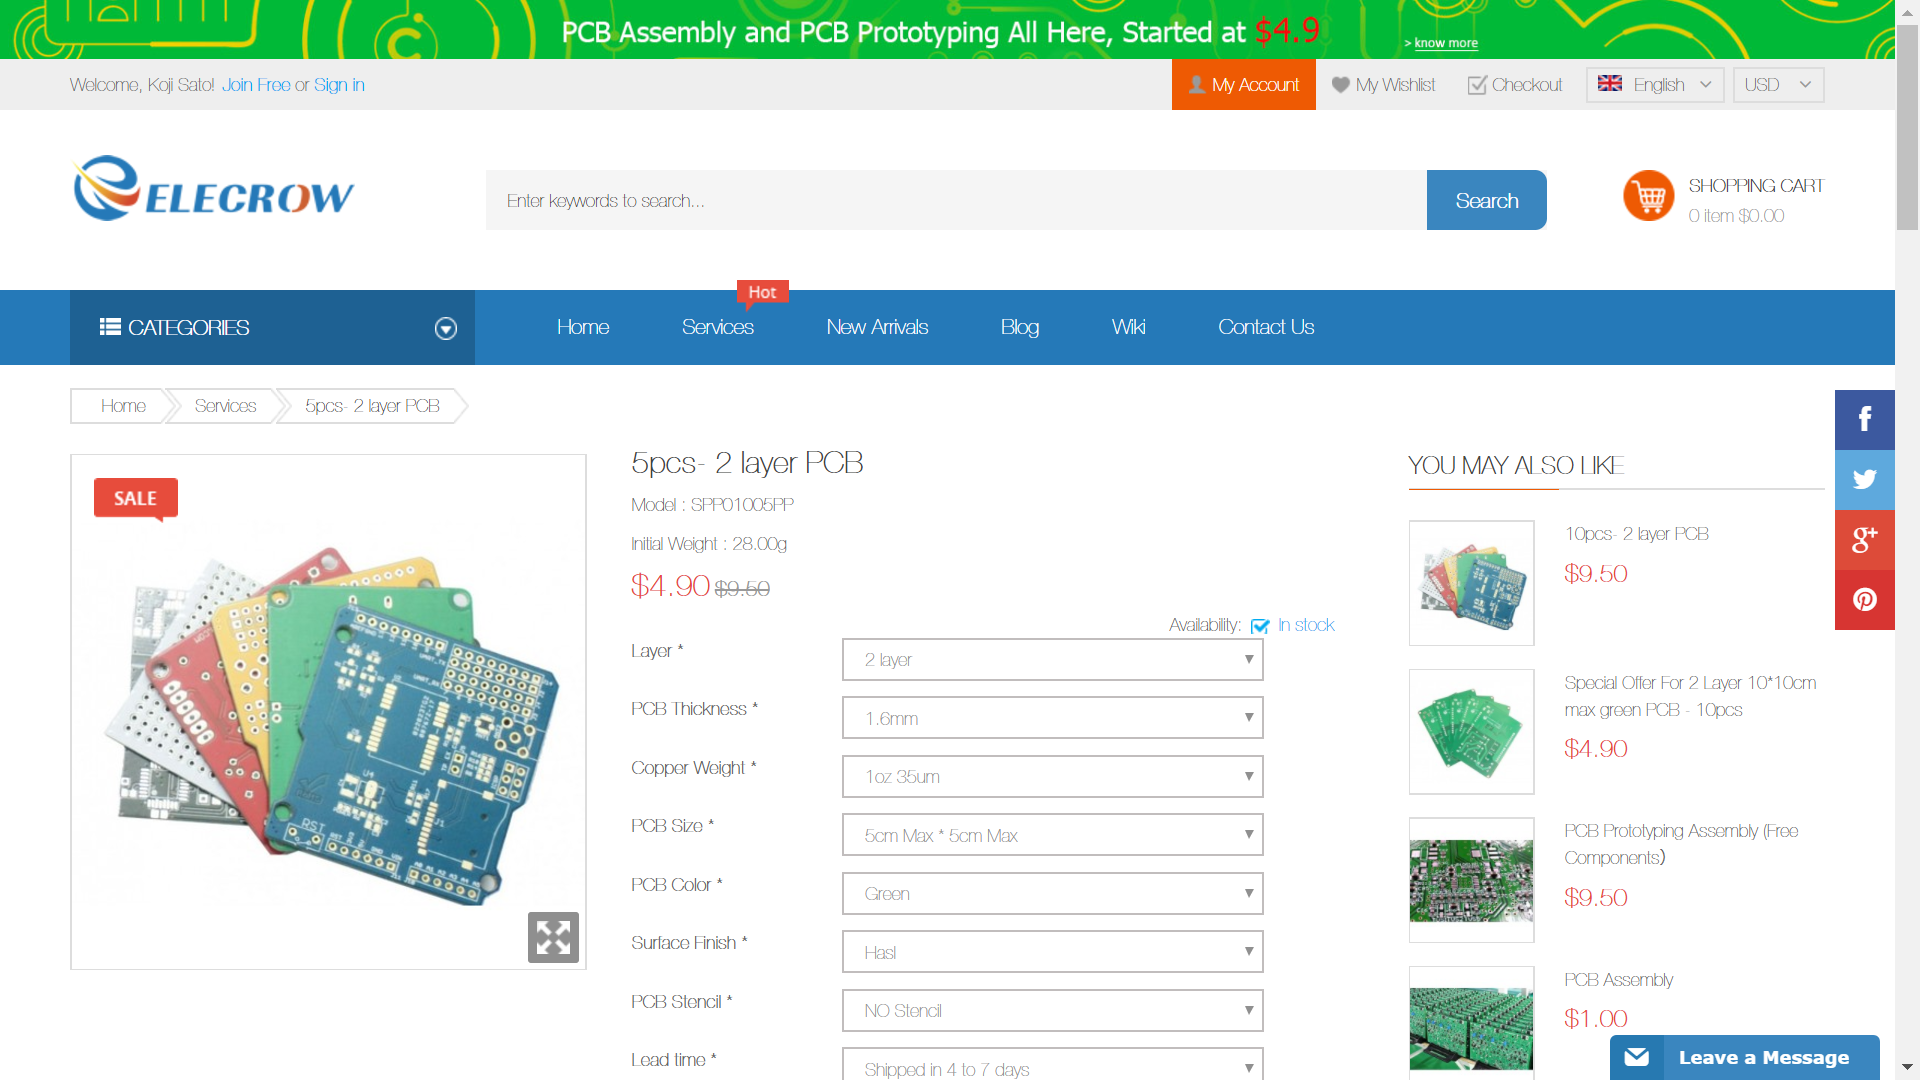 PCB Assembly and PCB Prototyping All Here, Started at $4.9
> know more
Welcome, Koji Sato! Join Free or Sign in
My Account
My Wishlist
Checkout
English
USD
ELECROW
Enter keywords to search...
Search
SHOPPING CART
0 item $0.00
CATEGORIES
Home
Services
Hot
New Arrivals
Blog
Wiki
Contact Us
Home
Services
5pcs- 2 layer PCB
SALE
5pcs- 2 layer PCB
Model : SPP01005PP
Initial Weight : 28.00g
$4.90 $9.50
Availability: In stock
Layer *
2 layer
PCB Thickness *
1.6mm
Copper Weight *
1oz 35um
PCB Size *
5cm Max * 5cm Max
PCB Color *
Green
Surface Finish *
Hasl
PCB Stencil *
NO Stencil
Lead time *
Shipped in 4 to 7 days
YOU MAY ALSO LIKE
10pcs- 2 layer PCB
$9.50
Special Offer For 2 Layer 10*10cm
max green PCB - 10pcs
$4.90
PCB Prototyping Assembly (Free
Components)
$9.50
PCB Assembly
$1.00
Leave a Message